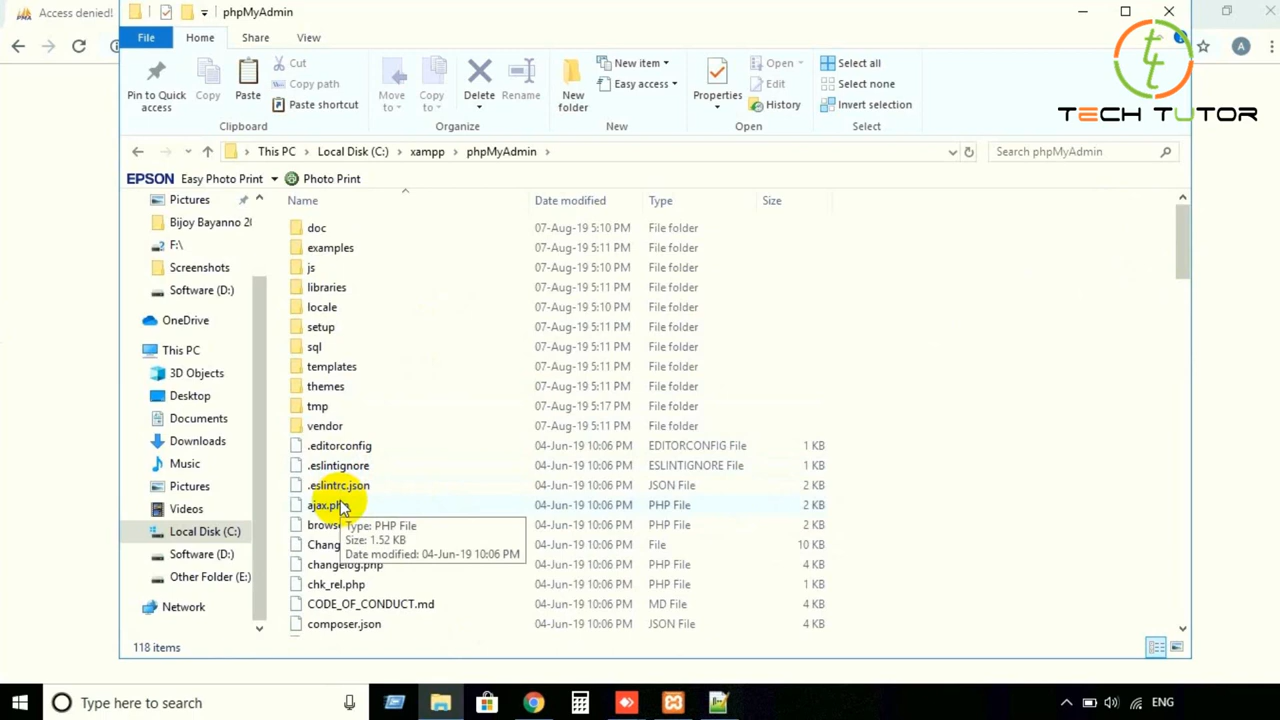 Access denied!
phpMyAdmin
File Home Share View
Pin to Quick access
Copy
Paste
Cut
Copy path
Paste shortcut
Move to
Copy to
Delete
Rename
New folder
New item
Easy access
Properties
Open
Edit
History
Select all
Select none
Invert selection
Clipboard Organize New Open Select
TECH TUTOR
A
This PC Local Disk (C:) xampp phpMyAdmin
Search phpMyAdmin
EPSON Easy Photo Print Photo Print
Pictures
Bijoy Bayanno 20
F:\
Screenshots
Software (D:)
OneDrive
This PC
3D Objects
Desktop
Documents
Downloads
Music
Pictures
Videos
Local Disk (C:)
Software (D:)
Other Folder (E:)
Network
Name Date modified Type Size
doc 07-Aug-19 5:10 PM File folder
examples 07-Aug-19 5:11 PM File folder
js 07-Aug-19 5:10 PM File folder
libraries 07-Aug-19 5:11 PM File folder
locale 07-Aug-19 5:10 PM File folder
setup 07-Aug-19 5:11 PM File folder
sql 07-Aug-19 5:11 PM File folder
templates 07-Aug-19 5:11 PM File folder
themes 07-Aug-19 5:11 PM File folder
tmp 07-Aug-19 5:17 PM File folder
vendor 07-Aug-19 5:11 PM File folder
.editorconfig 04-Jun-19 10:06 PM EDITORCONFIG File 1 KB
.eslintignore 04-Jun-19 10:06 PM ESLINTIGNORE File 1 KB
.eslintrc.json 04-Jun-19 10:06 PM JSON File 2 KB
ajax.php 04-Jun-19 10:06 PM PHP File 2 KB
04-Jun-19 10:06 PM PHP File 2 KB
04-Jun-19 10:06 PM File 10 KB
changelog.php 04-Jun-19 10:06 PM PHP File 4 KB
chk_rel.php 04-Jun-19 10:06 PM PHP File 1 KB
CODE_OF_CONDUCT.md 04-Jun-19 10:06 PM MD File 4 KB
composer.json 04-Jun-19 10:06 PM JSON File 4 KB
Type: PHP File
Size: 1.52 KB
Date modified: 04-Jun-19 10:06 PM
118 items
Type here to search
ENG